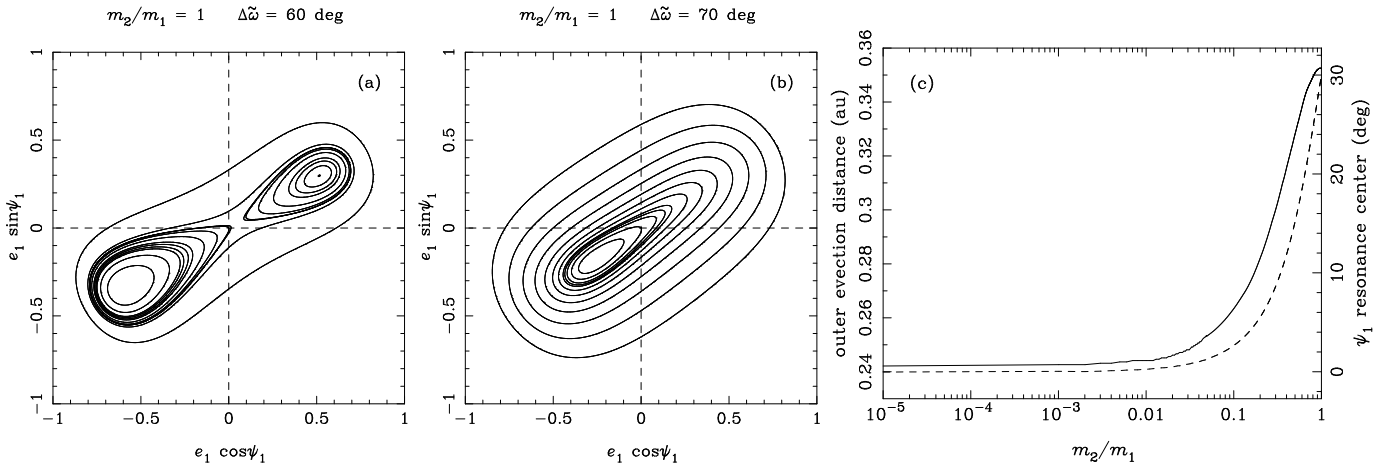 m₂/m₁ = 1 Δϖ̃ = 60 deg
(a)
1
0.5
0
−0.5
−1
e₁ sinψ₁
−1 −0.5 0 0.5 1
e₁ cosψ₁
m₂/m₁ = 1 Δϖ̃ = 70 deg
(b)
1
0.5
0
−0.5
−1
e₁ sinψ₁
−1 −0.5 0 0.5 1
e₁ cosψ₁
(c)
0.36
0.34
0.32
0.3
0.28
0.26
0.24
outer evection distance (au)
30
20
10
0
ψ₁ resonance center (deg)
10⁻⁵ 10⁻⁴ 10⁻³ 0.01 0.1 1
m₂/m₁